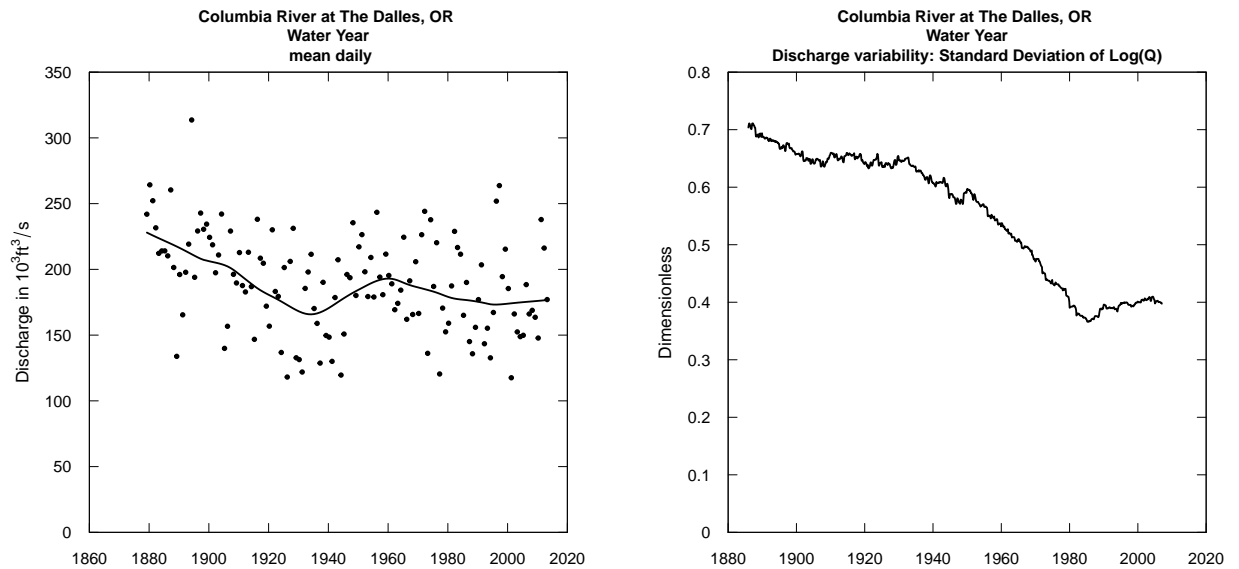 Columbia River at The Dalles, OR
Water Year
mean daily
350
300
250
200
150
100
50
0
Discharge in 10³ft³/s
1860 1880 1900 1920 1940 1960 1980 2000 2020
Columbia River at The Dalles, OR
Water Year
Discharge variability: Standard Deviation of Log(Q)
0.8
0.7
0.6
0.5
0.4
0.3
0.2
0.1
0
Dimensionless
1880 1900 1920 1940 1960 1980 2000 2020